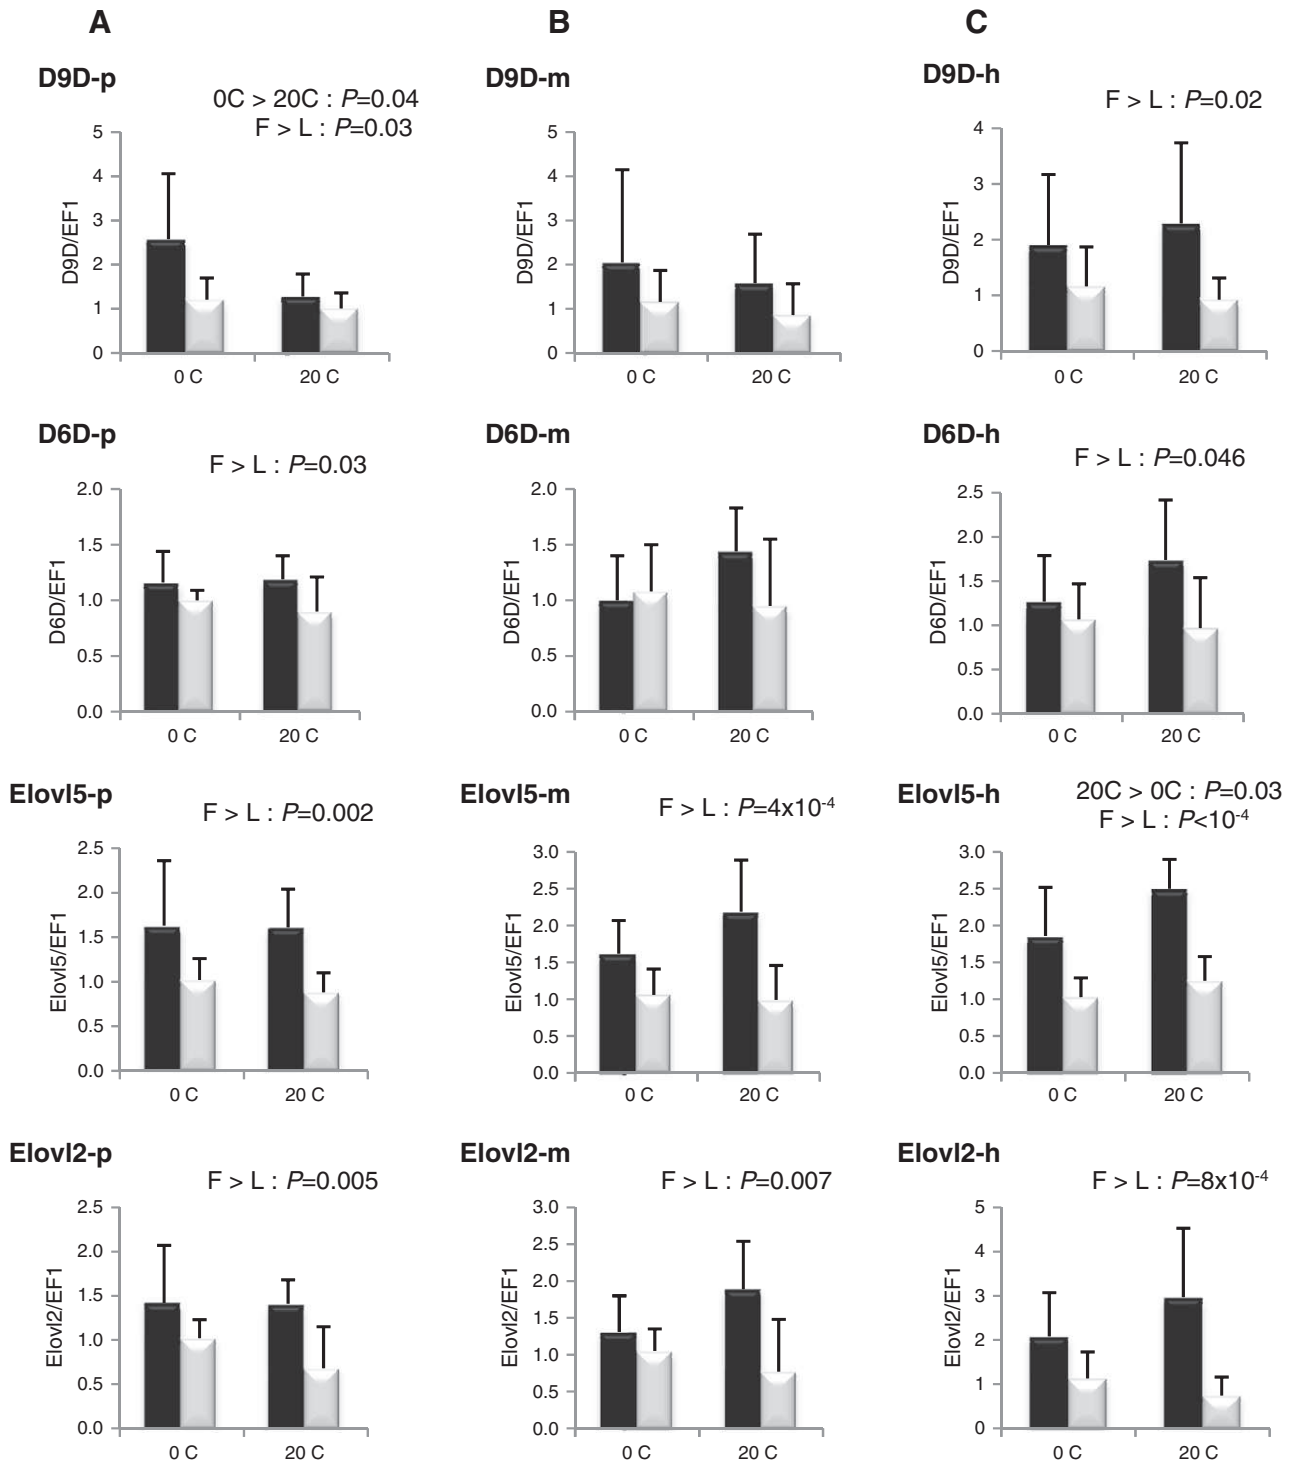 A
B
C
D9D-p
0C > 20C : P=0.04
F > L : P=0.03
D9D/EF1
5
4
3
2
1
0
0 C
20 C
D9D-m
D9D/EF1
5
4
3
2
1
0
0 C
20 C
D9D-h
F > L : P=0.02
D9D/EF1
4
3
2
1
0
0 C
20 C
D6D-p
F > L : P=0.03
D6D/EF1
2.0
1.5
1.0
0.5
0.0
0 C
20 C
D6D-m
D6D/EF1
2.0
1.5
1.0
0.5
0.0
0 C
20 C
D6D-h
F > L : P=0.046
D6D/EF1
2.5
2.0
1.5
1.0
0.5
0.0
0 C
20 C
Elovl5-p
F > L : P=0.002
Elovl5/EF1
2.5
2.0
1.5
1.0
0.5
0.0
0 C
20 C
Elovl5-m
F > L : P=4x10⁻⁴
Elovl5/EF1
3.0
2.5
2.0
1.5
1.0
0.5
0.0
0 C
20 C
Elovl5-h
20C > 0C : P=0.03
F > L : P<10⁻⁴
Elovl5/EF1
3.0
2.5
2.0
1.5
1.0
0.5
0.0
0 C
20 C
Elovl2-p
F > L : P=0.005
Elovl2/EF1
2.5
2.0
1.5
1.0
0.5
0.0
0 C
20 C
Elovl2-m
F > L : P=0.007
Elovl2/EF1
3.0
2.5
2.0
1.5
1.0
0.5
0.0
0 C
20 C
Elovl2-h
F > L : P=8x10⁻⁴
Elovl2/EF1
5
4
3
2
1
0
0 C
20 C